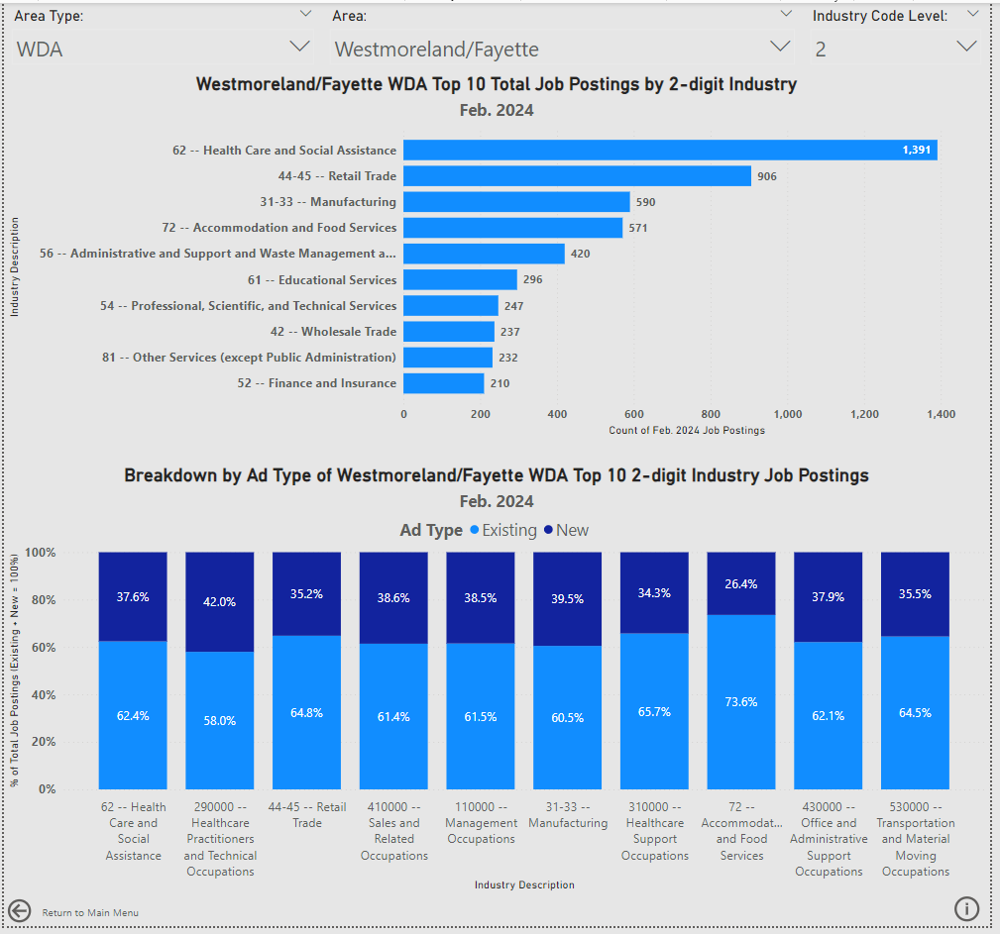 Area Type:
Area:
Industry Code Level:
WDA
Westmoreland/Fayette
2
Westmoreland/Fayette WDA Top 10 Total Job Postings by 2-digit Industry
Feb. 2024
Industry Description
62 -- Health Care and Social Assistance
1,391
44-45 -- Retail Trade
906
31-33 -- Manufacturing
590
72 -- Accommodation and Food Services
571
56 -- Administrative and Support and Waste Management a...
420
61 -- Educational Services
296
54 -- Professional, Scientific, and Technical Services
247
42 -- Wholesale Trade
237
81 -- Other Services (except Public Administration)
232
52 -- Finance and Insurance
210
0 200 400 600 800 1,000 1,200 1,400
Count of Feb. 2024 Job Postings
Breakdown by Ad Type of Westmoreland/Fayette WDA Top 10 2-digit Industry Job Postings
Feb. 2024
Ad Type Existing New
% of Total Job Postings (Existing + New = 100%)
100%
80%
60%
40%
20%
0%
37.6% 42.0% 35.2% 38.6% 38.5% 39.5% 34.3% 26.4% 37.9% 35.5%
62.4% 58.0% 64.8% 61.4% 61.5% 60.5% 65.7% 73.6% 62.1% 64.5%
62 -- Health
Care and
Social
Assistance
290000 --
Healthcare
Practitioners
and Technical
Occupations
44-45 -- Retail
Trade
410000 --
Sales and
Related
Occupations
110000 --
Management
Occupations
31-33 --
Manufacturing
310000 --
Healthcare
Support
Occupations
72 --
Accommodat...
and Food
Services
430000 --
Office and
Administrative
Support
Occupations
530000 --
Transportation
and Material
Moving
Occupations
Industry Description
Return to Main Menu